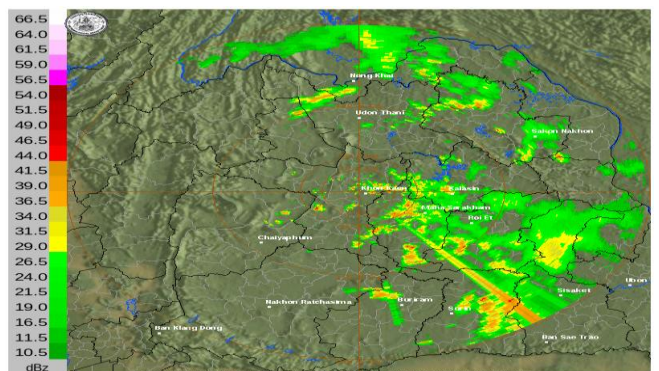 66.5
64.0
61.5
59.0
56.5
54.0
51.5
49.0
46.5
44.0
41.5
39.0
36.5
34.0
31.5
29.0
26.5
24.0
21.5
19.0
16.5
11.5
10.5
dBz
Nong Khai
Udon Thani
Sakon Nakhon
Khon Kaen
Kalasin
Maha Sarakham
Roi Et
Chaiyaphum
Nakhon Ratchasima
Buriram
Surin
Sisaket
Ubon
Ban Klang Dong
Dan Sae Trao